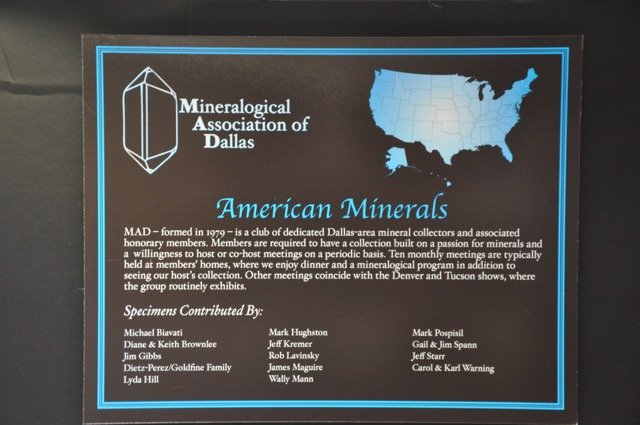 Mineralogical
Association of
Dallas
American Minerals
MAD – formed in 1979 – is a club of dedicated Dallas-area mineral collectors and associated
honorary members. Members are required to have a collection built on a passion for minerals and
a willingness to host or co-host meetings on a periodic basis. Ten monthly meetings are typically
held at members' homes, where we enjoy dinner and a mineralogical program in addition to
seeing our host's collection. Other meetings coincide with the Denver and Tucson shows, where
the group routinely exhibits.
Specimens Contributed By:
Michael Biavati
Diane & Keith Brownlee
Jim Gibbs
Dietz-Perez/Goldfine Family
Lyda Hill
Mark Hughston
Jeff Kremer
Rob Lavinsky
James Maguire
Wally Mann
Mark Pospisil
Gail & Jim Spann
Jeff Starr
Carol & Karl Warning